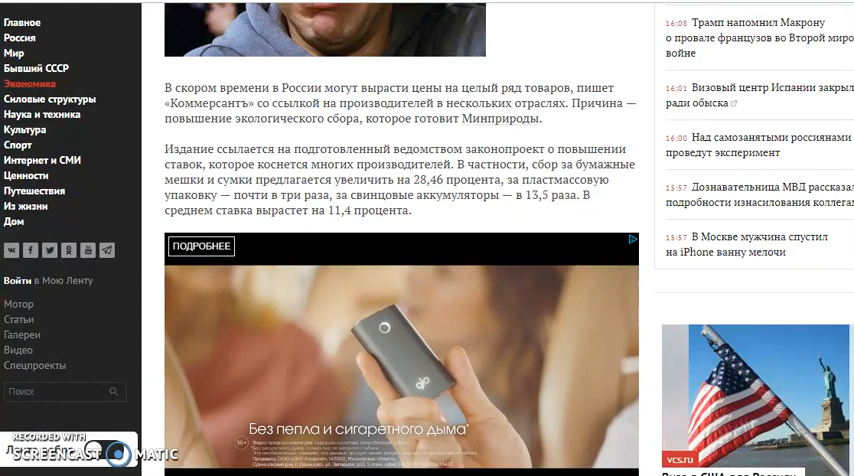 Главное
Россия
Мир
Бывший СССР
Экономика
Силовые структуры
Наука и техника
Культура
Спорт
Интернет и СМИ
Ценности
Путешествия
Из жизни
Дом
Войти в Мою Ленту
Мотор
Статьи
Галереи
Видео
Спецпроекты
Поиск
RECORDED WITH
SCREENCAST MATIC
В скором времени в России могут вырасти цены на целый ряд товаров, пишет
«Коммерсантъ» со ссылкой на производителей в нескольких отраслях. Причина —
повышение экологического сбора, которое готовит Минприроды.
Издание ссылается на подготовленный ведомством законопроект о повышении
ставок, которое коснется многих производителей. В частности, сбор за бумажные
мешки и сумки предлагается увеличить на 28,46 процента, за пластмассовую
упаковку — почти в три раза, за свинцовые аккумуляторы — в 13,5 раза. В
среднем ставка вырастет на 11,4 процента.
ПОДРОБНЕЕ
glo
Без пепла и сигаретного дыма*
18+
16:08 Трамп напомнил Макрону
о провале французов во Второй миро
войне
16:01 Визовый центр Испании закрыл
ради обыска
16:00 Над самозанятыми россиянами
проведут эксперимент
15:57 Дознавательница МВД рассказал
подробности изнасилования коллегам
15:57 В Москве мужчина спустил
на iPhone ванну мелочи
vcs.ru